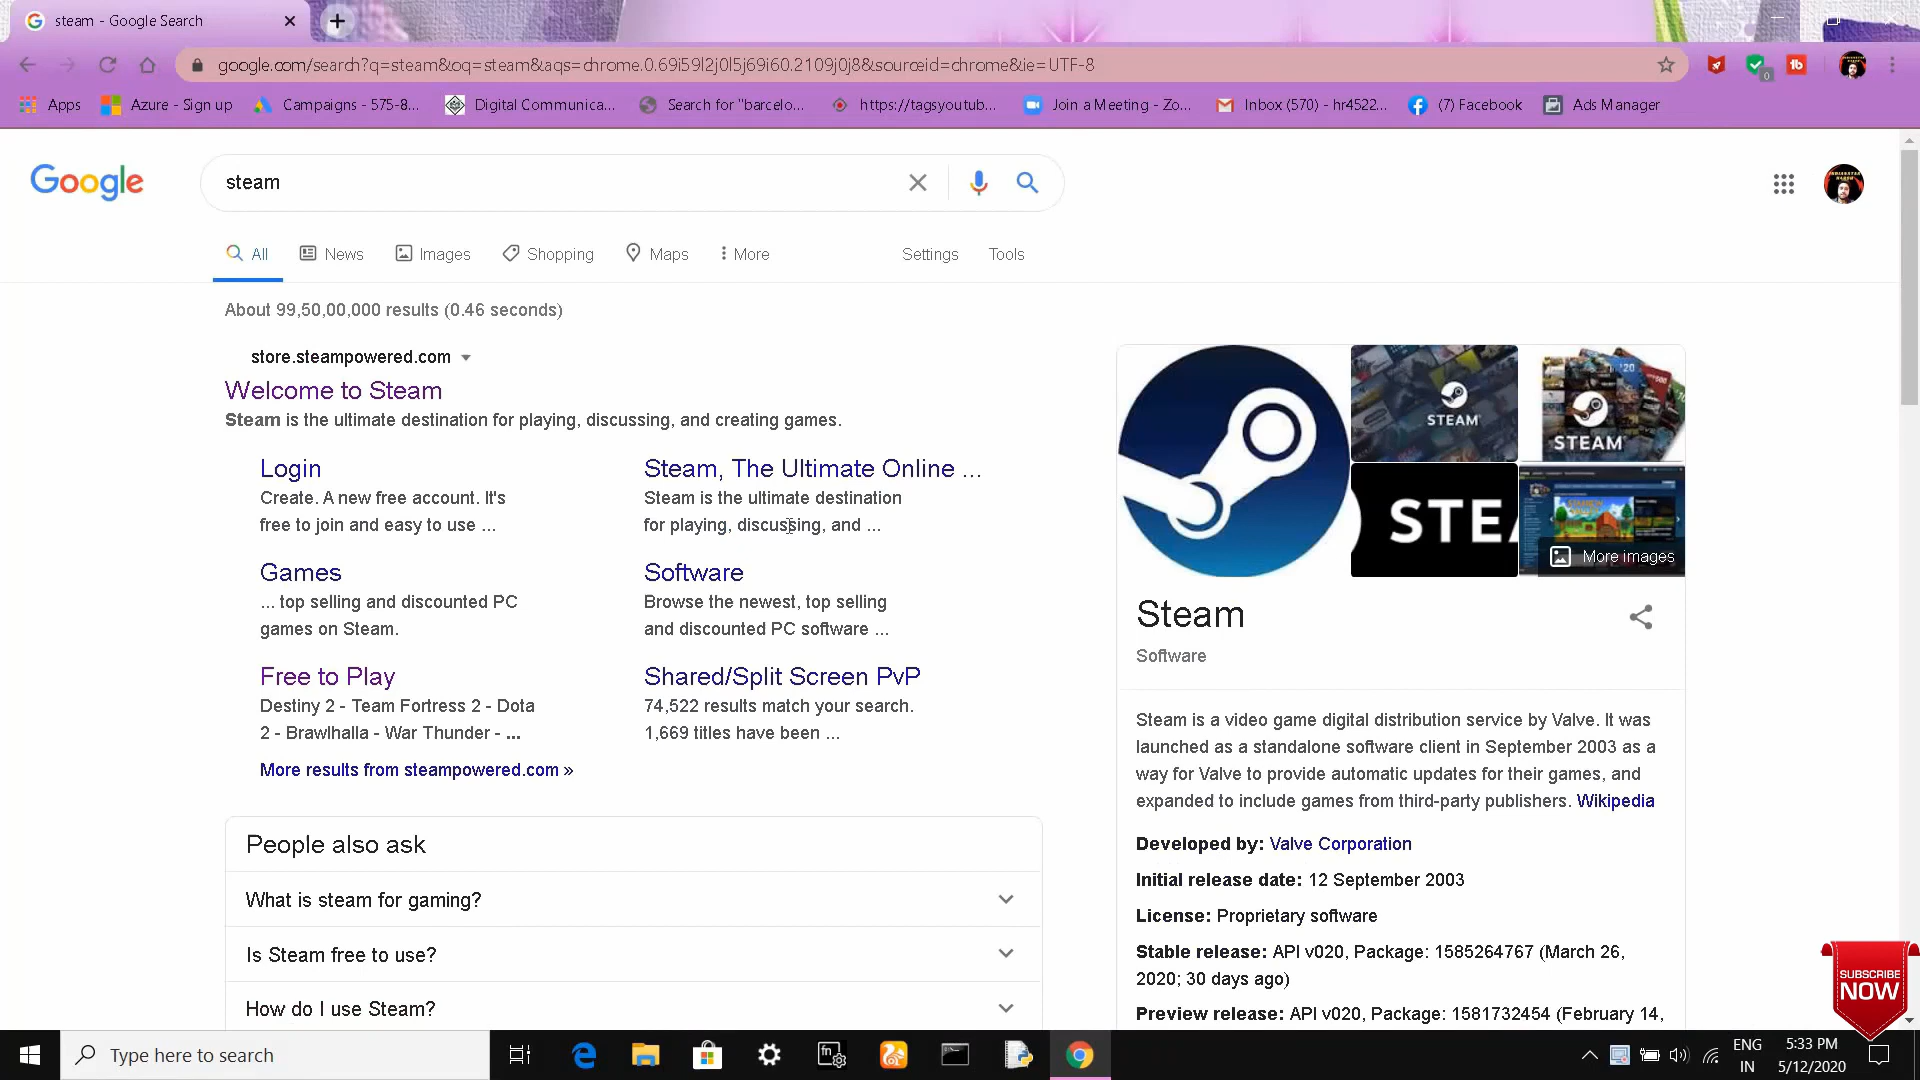 steam - Google Search
google.com/search?q=steam&oq=steam&aqs=chrome.0.69i59l2j0l5j69i60.2109j0j8&sourceid=chrome&ie=UTF-8
Apps Azure - Sign up Campaigns - 575-8... Digital Communica... Search for "barcelo... https://tagsyoutub... Join a Meeting - Zo... Inbox (570) - hr4522... (7) Facebook Ads Manager
Google steam
All News Images Shopping Maps More Settings Tools
About 99,50,00,000 results (0.46 seconds)
store.steampowered.com
Welcome to Steam
Steam is the ultimate destination for playing, discussing, and creating games.
Login
Create. A new free account. It's
free to join and easy to use ...
Steam, The Ultimate Online ...
Steam is the ultimate destination
for playing, discussing, and ...
Games
... top selling and discounted PC
games on Steam.
Software
Browse the newest, top selling
and discounted PC software ...
Free to Play
Destiny 2 - Team Fortress 2 - Dota
2 - Brawlhalla - War Thunder - ...
Shared/Split Screen PvP
74,522 results match your search.
1,669 titles have been ...
More results from steampowered.com »
People also ask
What is steam for gaming?
Is Steam free to use?
How do I use Steam?
STEAM
STEAM
STEA
More images
Steam
Software
Steam is a video game digital distribution service by Valve. It was
launched as a standalone software client in September 2003 as a
way for Valve to provide automatic updates for their games, and
expanded to include games from third-party publishers. Wikipedia
Developed by: Valve Corporation
Initial release date: 12 September 2003
License: Proprietary software
Stable release: API v020, Package: 1585264767 (March 26,
2020; 30 days ago)
Preview release: API v020, Package: 1581732454 (February 14,
SUBSCRIBE
NOW
Type here to search
ENG
IN
5:33 PM
5/12/2020